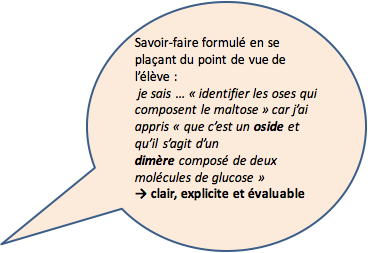 Savoir-faire formulé en se
plaçant du point de vue de
l’élève :
je sais … « identifier les oses qui
composent le maltose » car j’ai
appris « que c’est un oside et
qu’il s’agit d’un
dimère composé de deux
molécules de glucose »
→ clair, explicite et évaluable